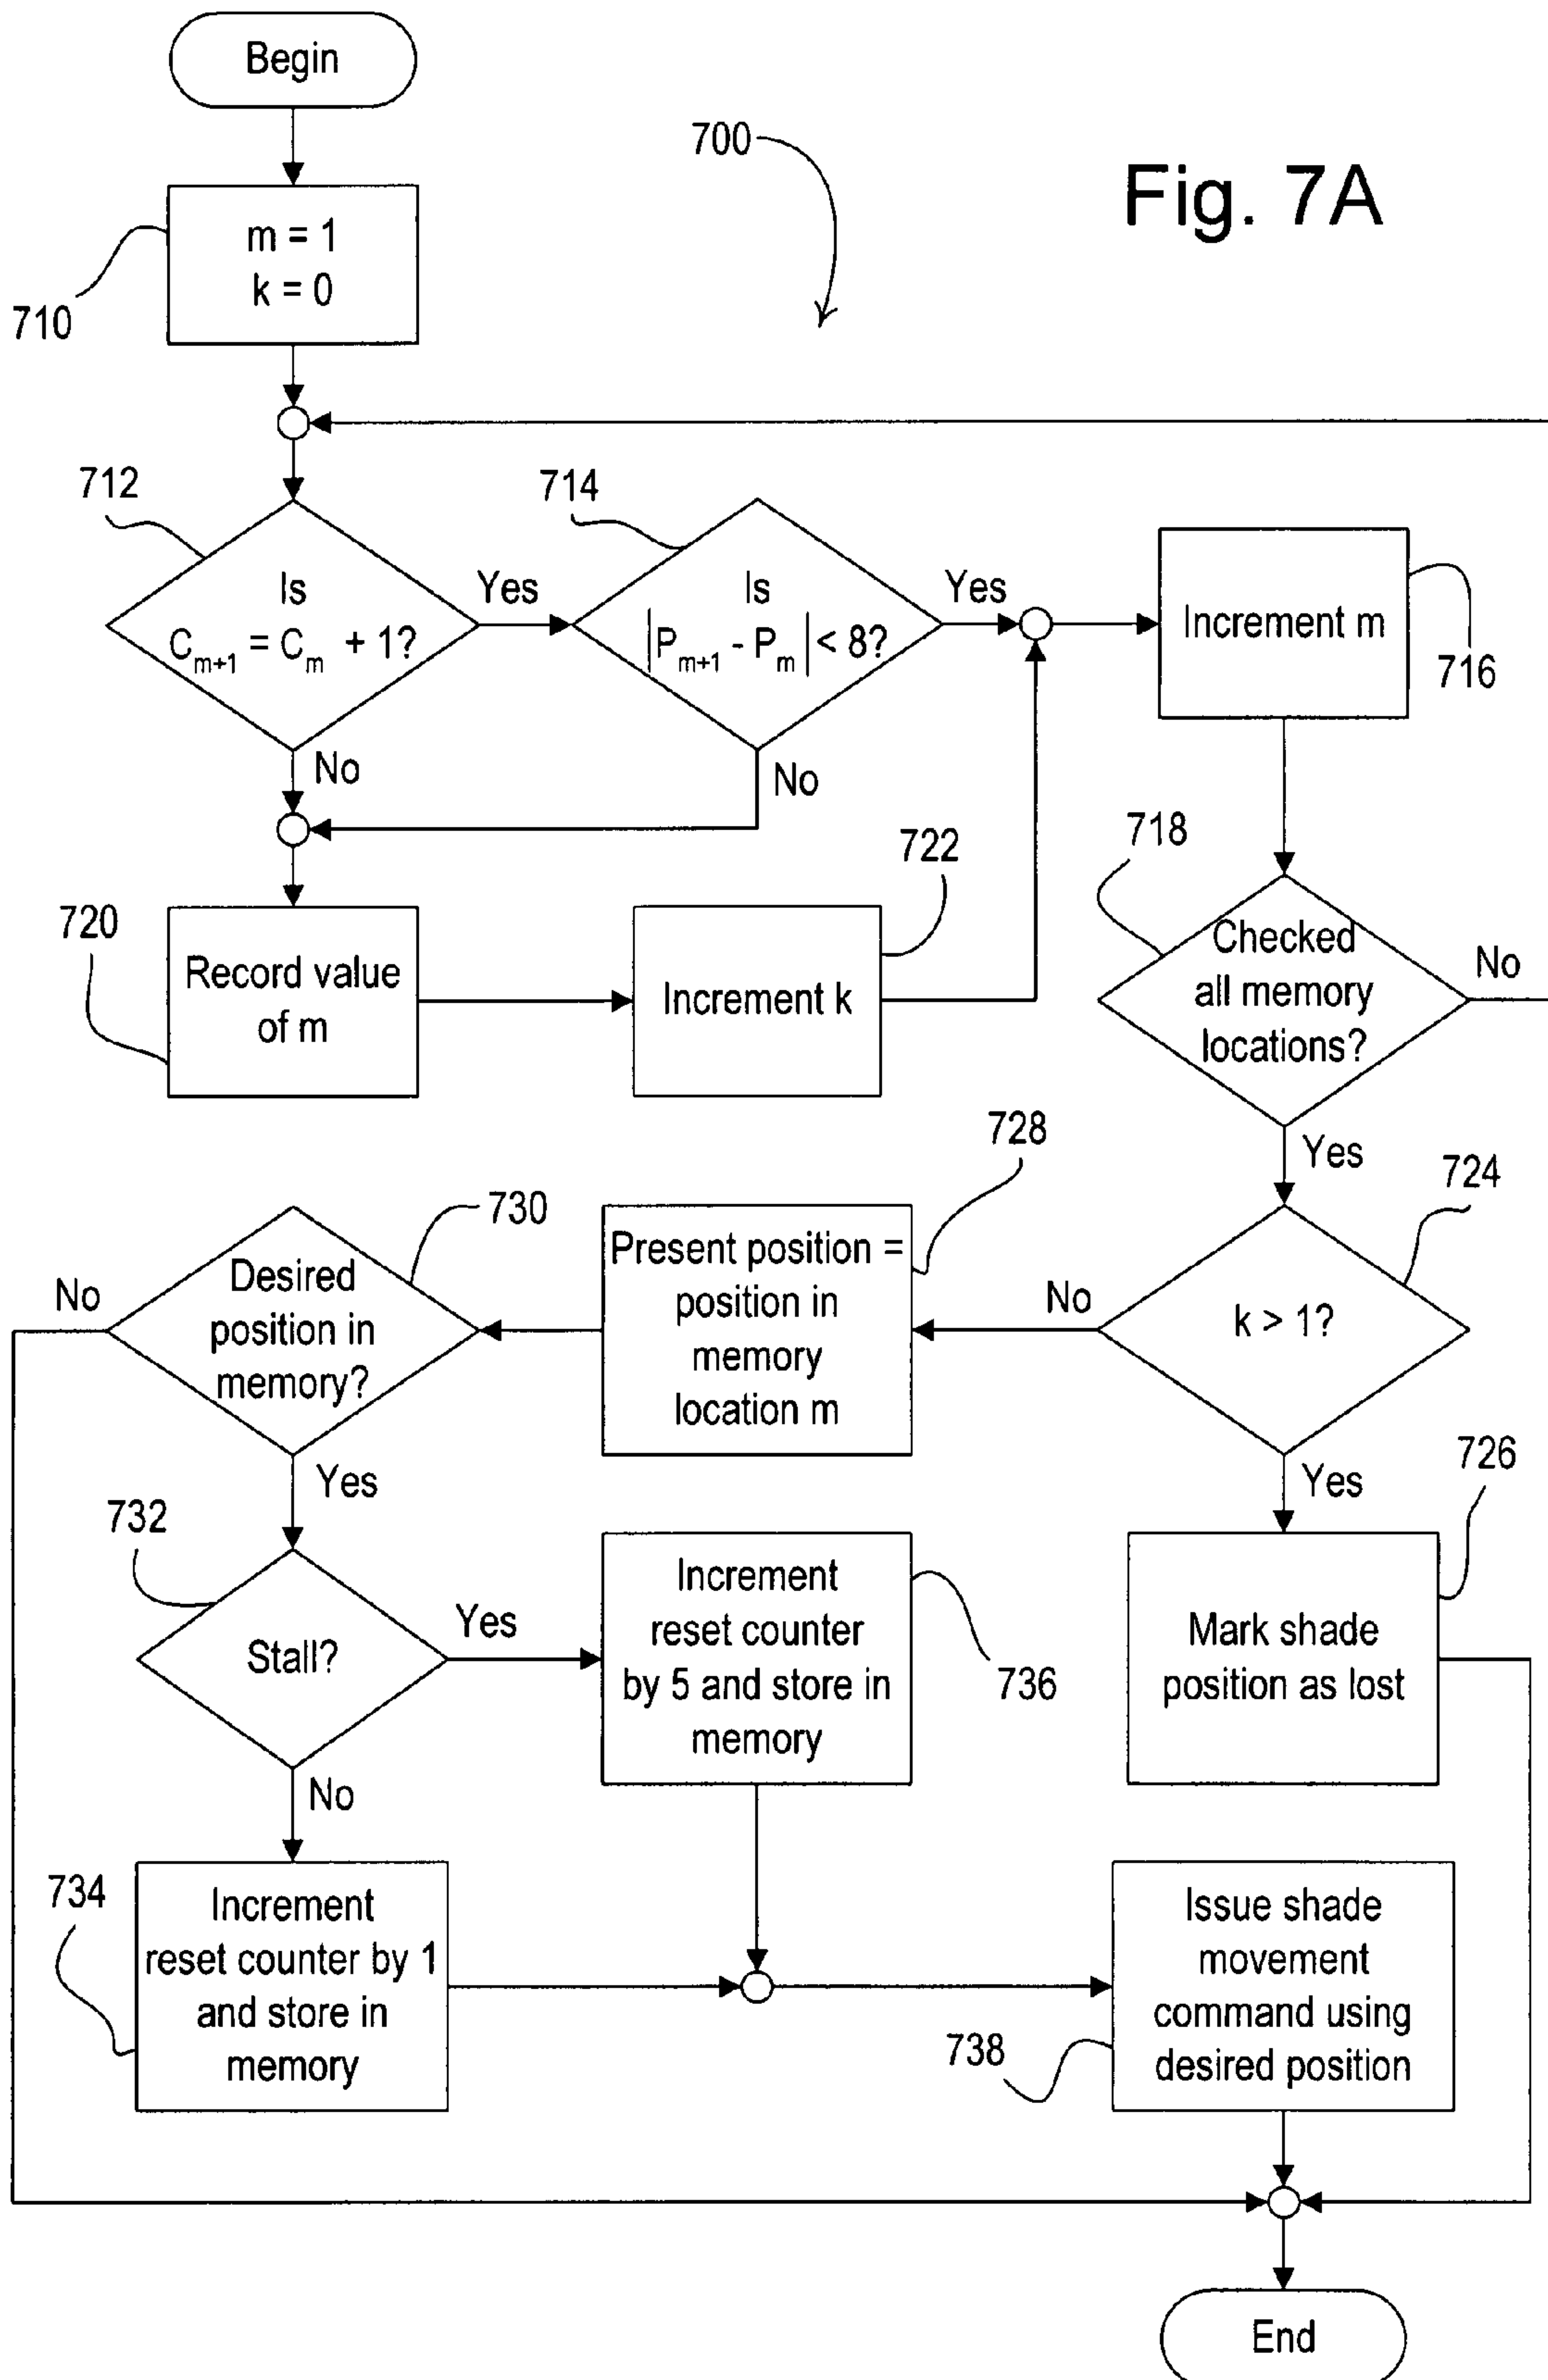 Begin
700
Fig. 7A
m = 1
k = 0
710
712
714
Is
C_{m+1} = C_m + 1?
Yes
Is
|P_{m+1} - P_m| < 8?
Yes
Increment m
716
No
No
718
722
720
Record value
of m
Increment k
Checked
all memory
locations?
No
Yes
728
724
730
Present position =
position in
memory
location m
Desired
position in
memory?
No
No
k > 1?
Yes
Yes
726
732
Stall?
Yes
Increment
reset counter
by 5 and store in
memory
736
Mark shade
position as lost
No
734
Increment
reset counter by 1
and store in
memory
Issue shade
movement
command using
desired position
738
End